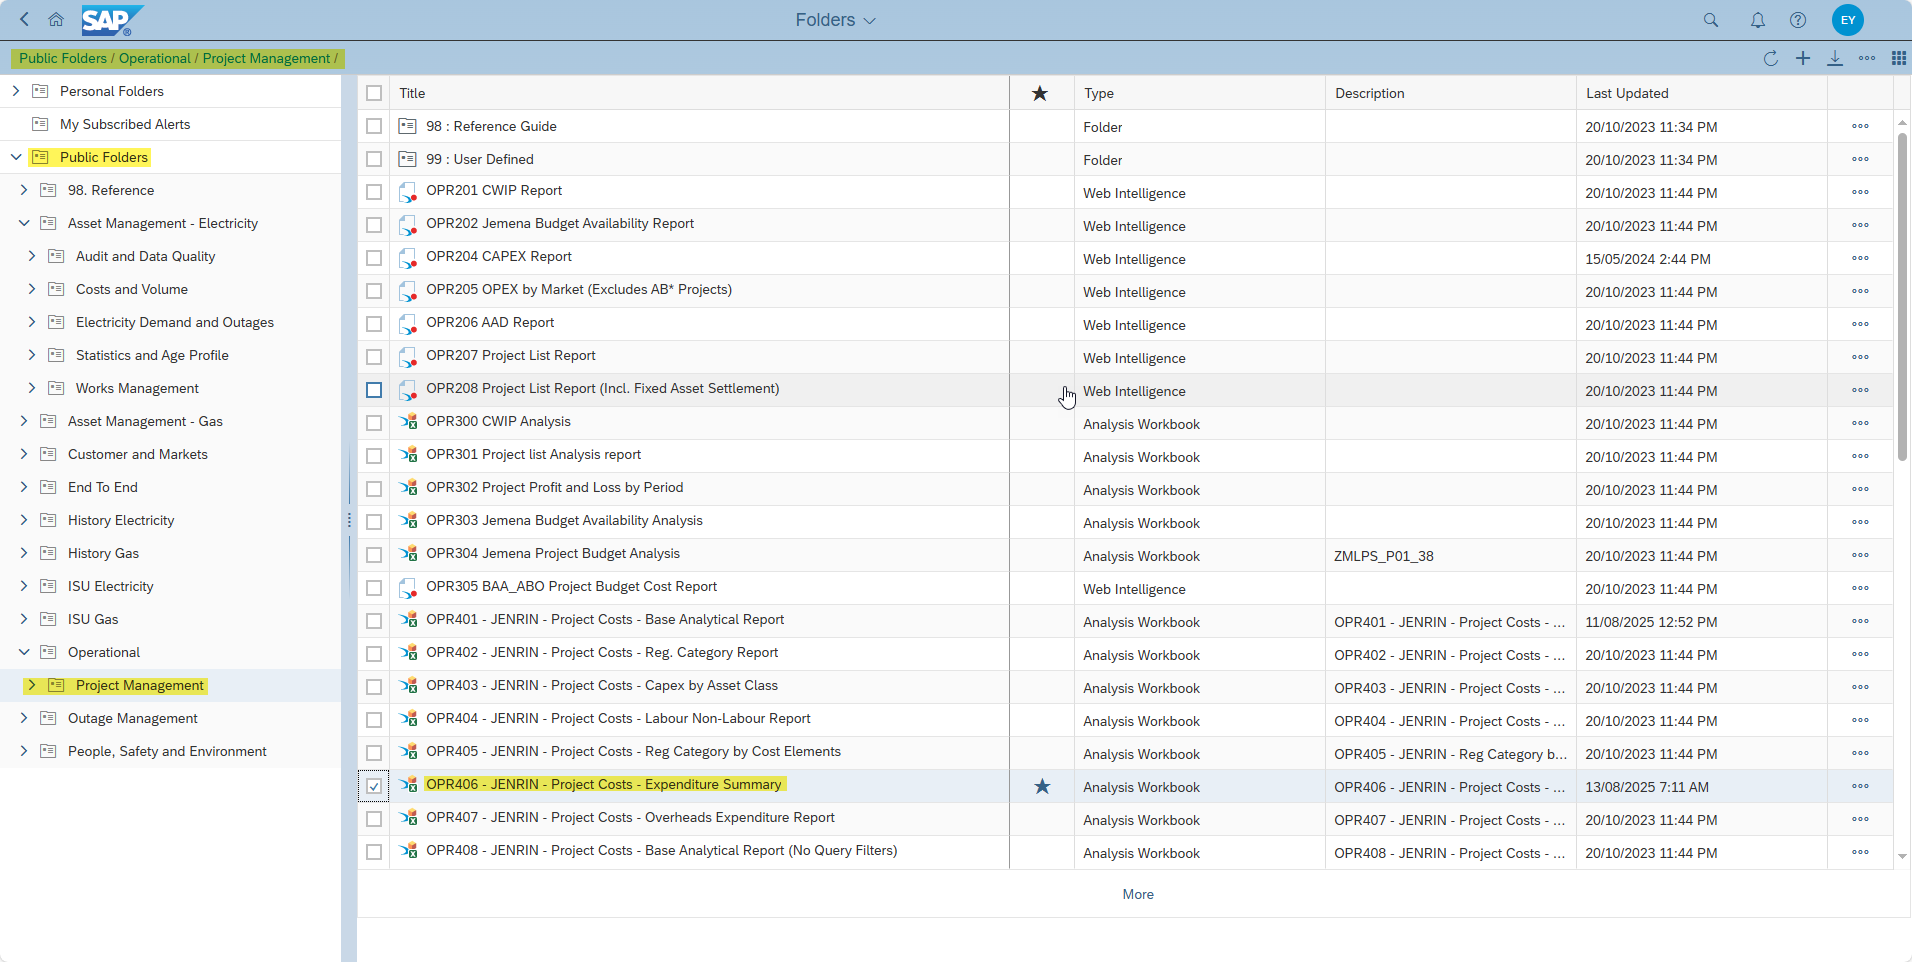 SAP
Folders
EY
Public Folders / Operational / Project Management /
Personal Folders
My Subscribed Alerts
Public Folders
98. Reference
Asset Management - Electricity
Audit and Data Quality
Costs and Volume
Electricity Demand and Outages
Statistics and Age Profile
Works Management
Asset Management - Gas
Customer and Markets
End To End
History Electricity
History Gas
ISU Electricity
ISU Gas
Operational
Project Management
Outage Management
People, Safety and Environment
Title ★ Type Description Last Updated
98 : Reference Guide Folder 20/10/2023 11:34 PM
99 : User Defined Folder 20/10/2023 11:34 PM
OPR201 CWIP Report Web Intelligence 20/10/2023 11:44 PM
OPR202 Jemena Budget Availability Report Web Intelligence 20/10/2023 11:44 PM
OPR204 CAPEX Report Web Intelligence 15/05/2024 2:44 PM
OPR205 OPEX by Market (Excludes AB* Projects) Web Intelligence 20/10/2023 11:44 PM
OPR206 AAD Report Web Intelligence 20/10/2023 11:44 PM
OPR207 Project List Report Web Intelligence 20/10/2023 11:44 PM
OPR208 Project List Report (Incl. Fixed Asset Settlement) Web Intelligence 20/10/2023 11:44 PM
OPR300 CWIP Analysis Analysis Workbook 20/10/2023 11:44 PM
OPR301 Project list Analysis report Analysis Workbook 20/10/2023 11:44 PM
OPR302 Project Profit and Loss by Period Analysis Workbook 20/10/2023 11:44 PM
OPR303 Jemena Budget Availability Analysis Analysis Workbook 20/10/2023 11:44 PM
OPR304 Jemena Project Budget Analysis Analysis Workbook ZMLPS_P01_38 20/10/2023 11:44 PM
OPR305 BAA_ABO Project Budget Cost Report Web Intelligence 20/10/2023 11:44 PM
OPR401 - JENRIN - Project Costs - Base Analytical Report Analysis Workbook OPR401 - JENRIN - Project Costs - ... 11/08/2025 12:52 PM
OPR402 - JENRIN - Project Costs - Reg. Category Report Analysis Workbook OPR402 - JENRIN - Project Costs - ... 20/10/2023 11:44 PM
OPR403 - JENRIN - Project Costs - Capex by Asset Class Analysis Workbook OPR403 - JENRIN - Project Costs - ... 20/10/2023 11:44 PM
OPR404 - JENRIN - Project Costs - Labour Non-Labour Report Analysis Workbook OPR404 - JENRIN - Project Costs - ... 20/10/2023 11:44 PM
OPR405 - JENRIN - Project Costs - Reg Category by Cost Elements Analysis Workbook OPR405 - JENRIN - Reg Category b... 20/10/2023 11:44 PM
OPR406 - JENRIN - Project Costs - Expenditure Summary ★ Analysis Workbook OPR406 - JENRIN - Project Costs - ... 13/08/2025 7:11 AM
OPR407 - JENRIN - Project Costs - Overheads Expenditure Report Analysis Workbook OPR407 - JENRIN - Project Costs - ... 20/10/2023 11:44 PM
OPR408 - JENRIN - Project Costs - Base Analytical Report (No Query Filters) Analysis Workbook OPR408 - JENRIN - Project Costs - ... 20/10/2023 11:44 PM
More